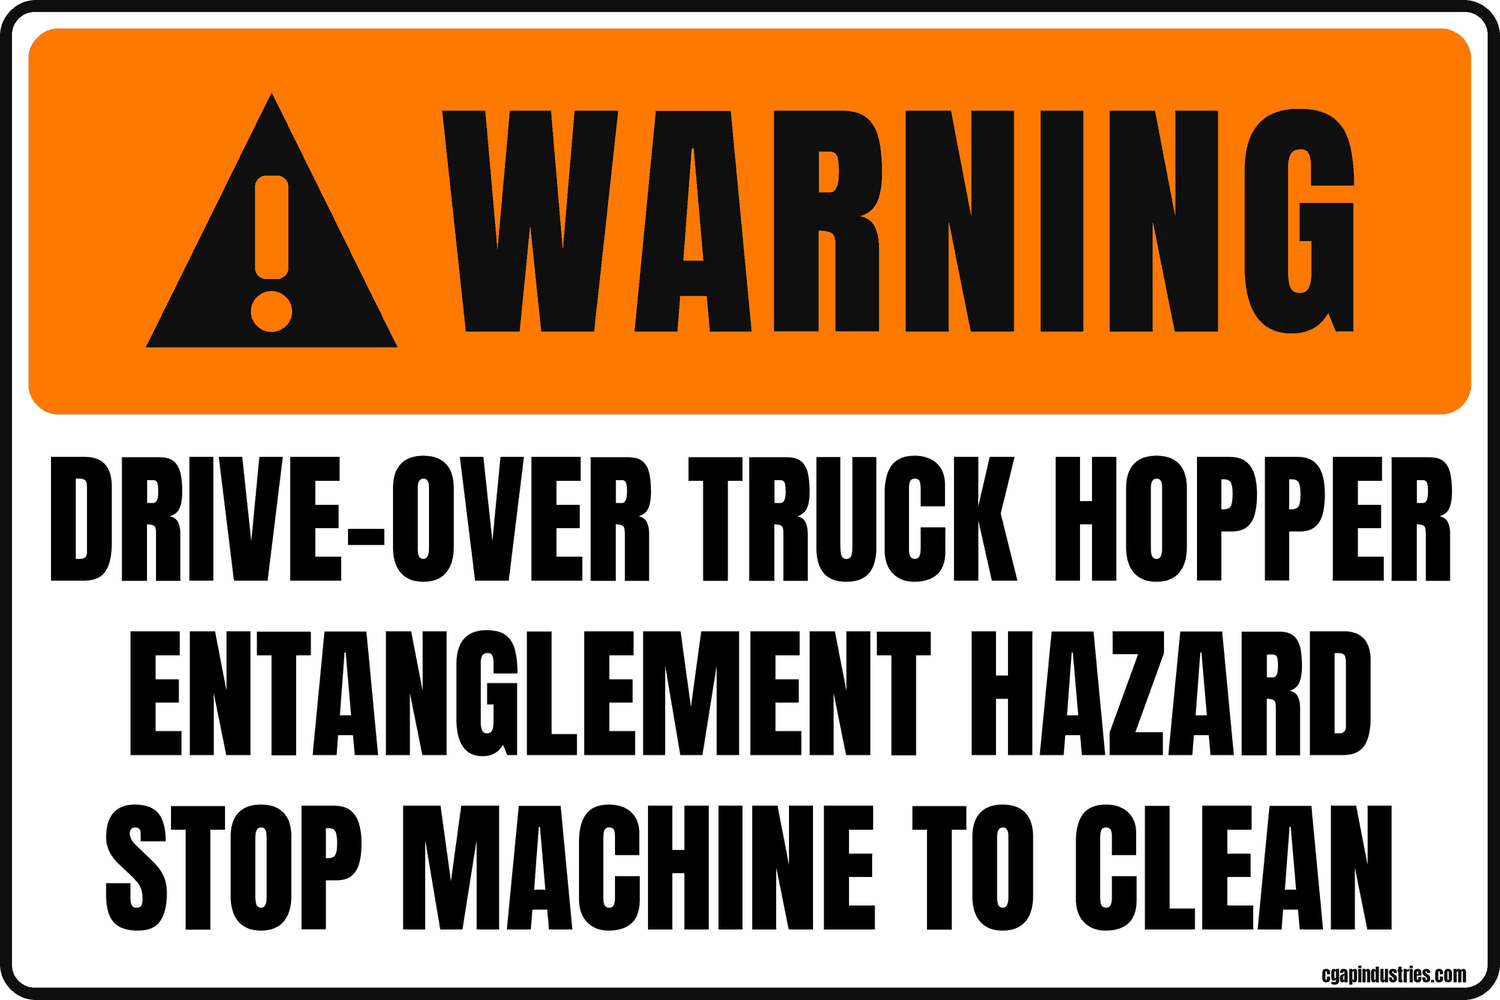 WARNING
DRIVE-OVER TRUCK HOPPER
ENTANGLEMENT HAZARD
STOP MACHINE TO CLEAN
cgapindustries.com